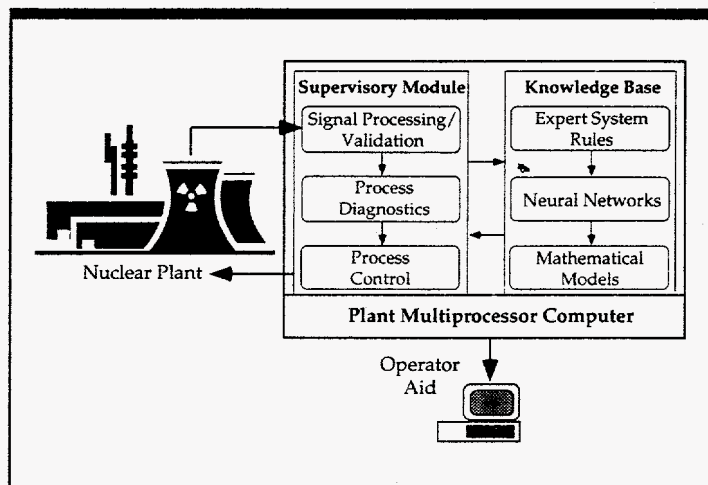 Supervisory Module
Signal Processing/
Validation
Process
Diagnostics
Process
Control
Knowledge Base
Expert System
Rules
Neural Networks
Mathematical
Models
Nuclear Plant
Plant Multiprocessor Computer
Operator
Aid